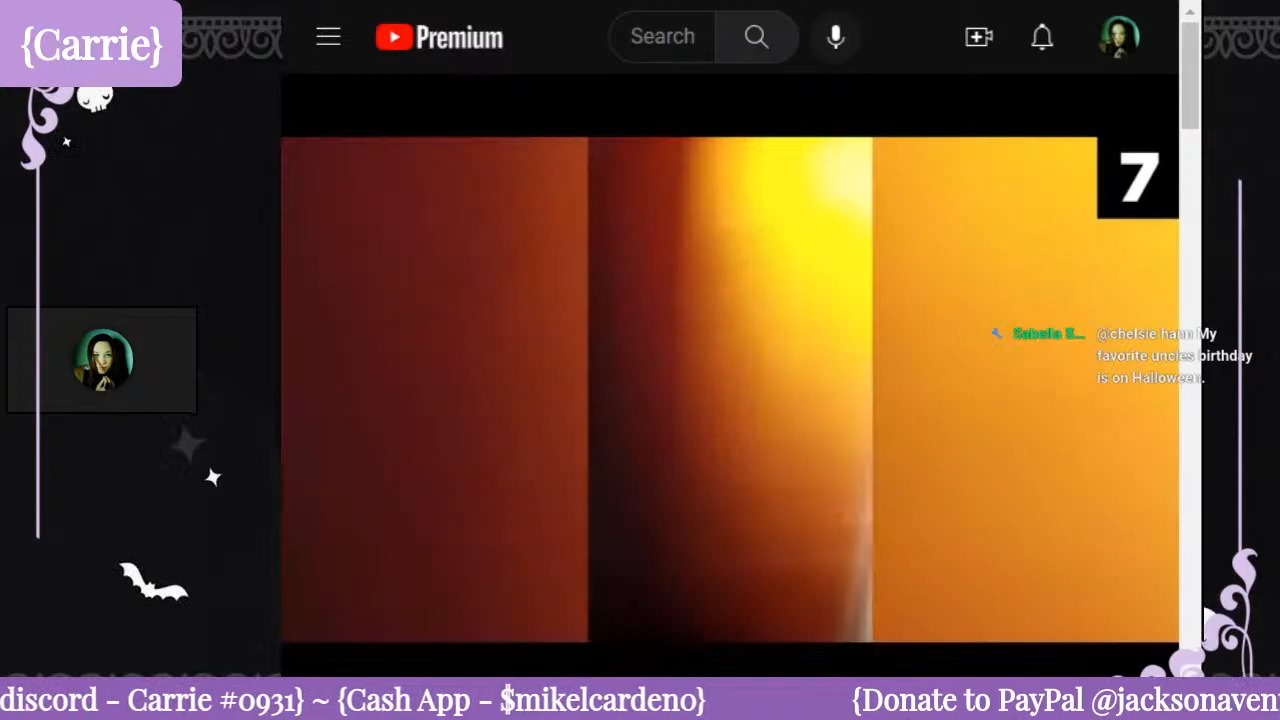 {Carrie}
Premium
Search
7
Sabella S... @chelsie hann My
favorite uncles birthday
is on Halloween.
discord - Carrie #0931} ~ {Cash App - $mikelcardeno}
{Donate to PayPal @jacksonaven